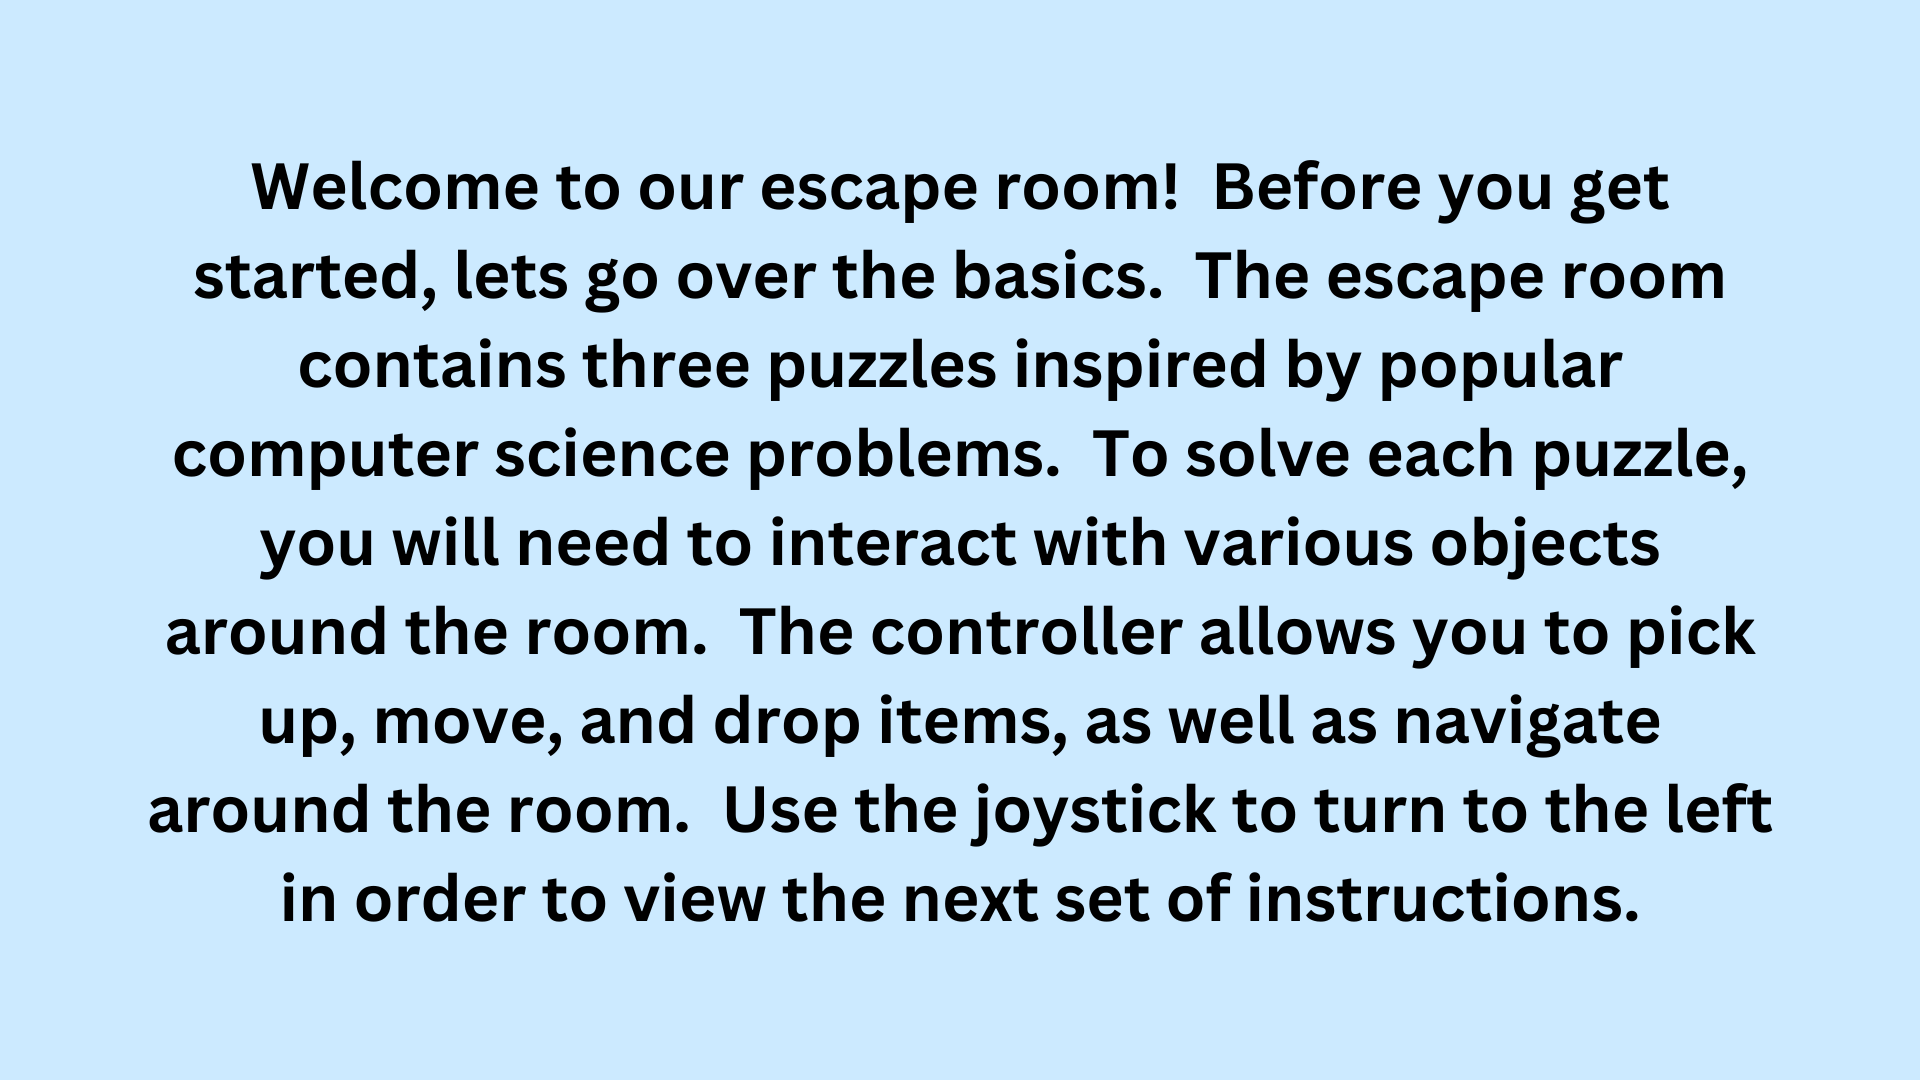 Welcome to our escape room!  Before you get
started, lets go over the basics.  The escape room
contains three puzzles inspired by popular
computer science problems.  To solve each puzzle,
you will need to interact with various objects
around the room.  The controller allows you to pick
up, move, and drop items, as well as navigate
around the room.  Use the joystick to turn to the left
in order to view the next set of instructions.